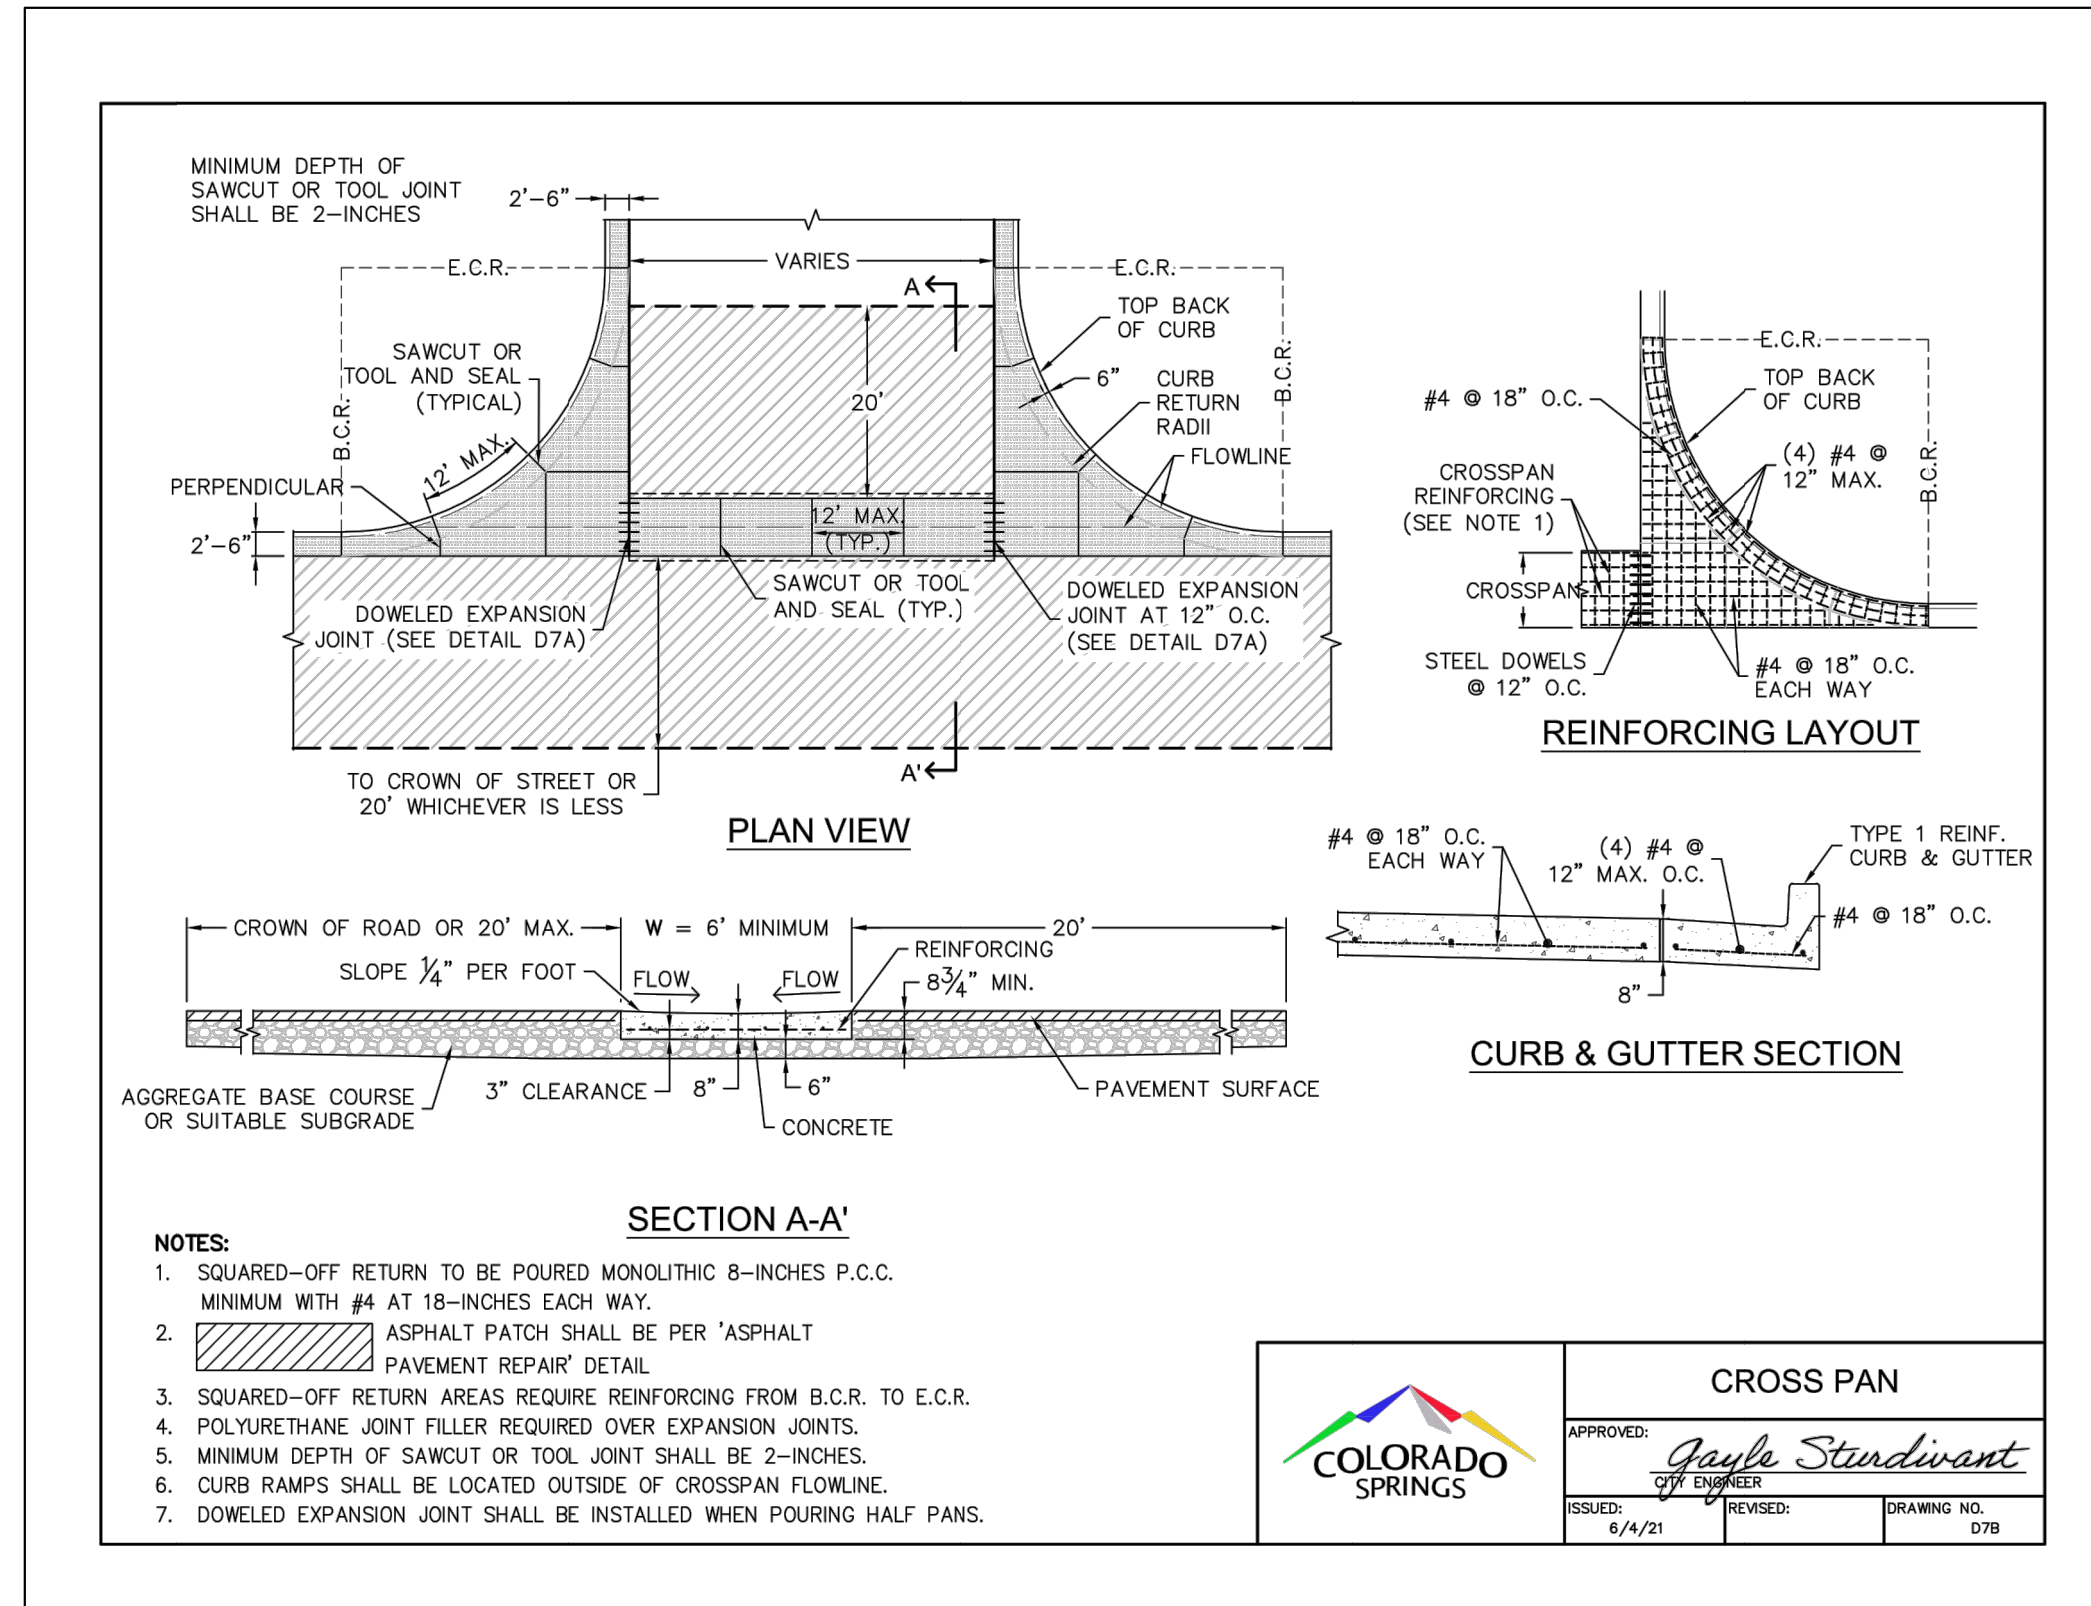 MINIMUM DEPTH OF
SAWCUT OR TOOL JOINT
SHALL BE 2-INCHES
2'-6"
VARIES
E.C.R.
E.C.R.
A
TOP BACK
OF CURB
SAWCUT OR
TOOL AND SEAL
(TYPICAL)
B.C.R.
B.C.R.
6"
CURB
RETURN
RADII
20'
12' MAX.
FLOWLINE
PERPENDICULAR
2'-6"
12' MAX.
(TYP.)
SAWCUT OR TOOL
AND SEAL (TYP.)
DOWELED EXPANSION
JOINT (SEE DETAIL D7A)
DOWELED EXPANSION
JOINT AT 12" O.C.
(SEE DETAIL D7A)
A'
TO CROWN OF STREET OR
20' WHICHEVER IS LESS
PLAN VIEW
E.C.R.
#4 @ 18" O.C.
TOP BACK
OF CURB
CROSSPAN
REINFORCING
(SEE NOTE 1)
(4) #4 @
12" MAX.
B.C.R.
CROSSPAN
STEEL DOWELS
@ 12" O.C.
#4 @ 18" O.C.
EACH WAY
REINFORCING LAYOUT
#4 @ 18" O.C.
EACH WAY
(4) #4 @
12" MAX. O.C.
TYPE 1 REINF.
CURB & GUTTER
#4 @ 18" O.C.
8"
CURB & GUTTER SECTION
CROWN OF ROAD OR 20' MAX.
W = 6' MINIMUM
20'
SLOPE 1/4" PER FOOT
FLOW
FLOW
REINFORCING
8 3/4" MIN.
AGGREGATE BASE COURSE
OR SUITABLE SUBGRADE
3" CLEARANCE
8"
6"
CONCRETE
PAVEMENT SURFACE
SECTION A-A'
NOTES:
1. SQUARED-OFF RETURN TO BE POURED MONOLITHIC 8-INCHES P.C.C.
MINIMUM WITH #4 AT 18-INCHES EACH WAY.
2. ASPHALT PATCH SHALL BE PER 'ASPHALT
PAVEMENT REPAIR' DETAIL
3. SQUARED-OFF RETURN AREAS REQUIRE REINFORCING FROM B.C.R. TO E.C.R.
4. POLYURETHANE JOINT FILLER REQUIRED OVER EXPANSION JOINTS.
5. MINIMUM DEPTH OF SAWCUT OR TOOL JOINT SHALL BE 2-INCHES.
6. CURB RAMPS SHALL BE LOCATED OUTSIDE OF CROSSPAN FLOWLINE.
7. DOWELED EXPANSION JOINT SHALL BE INSTALLED WHEN POURING HALF PANS.
COLORADO
SPRINGS
CROSS PAN
APPROVED:
Gayle Sturdivant
CITY ENGINEER
ISSUED:
6/4/21
REVISED:
DRAWING NO.
D7B